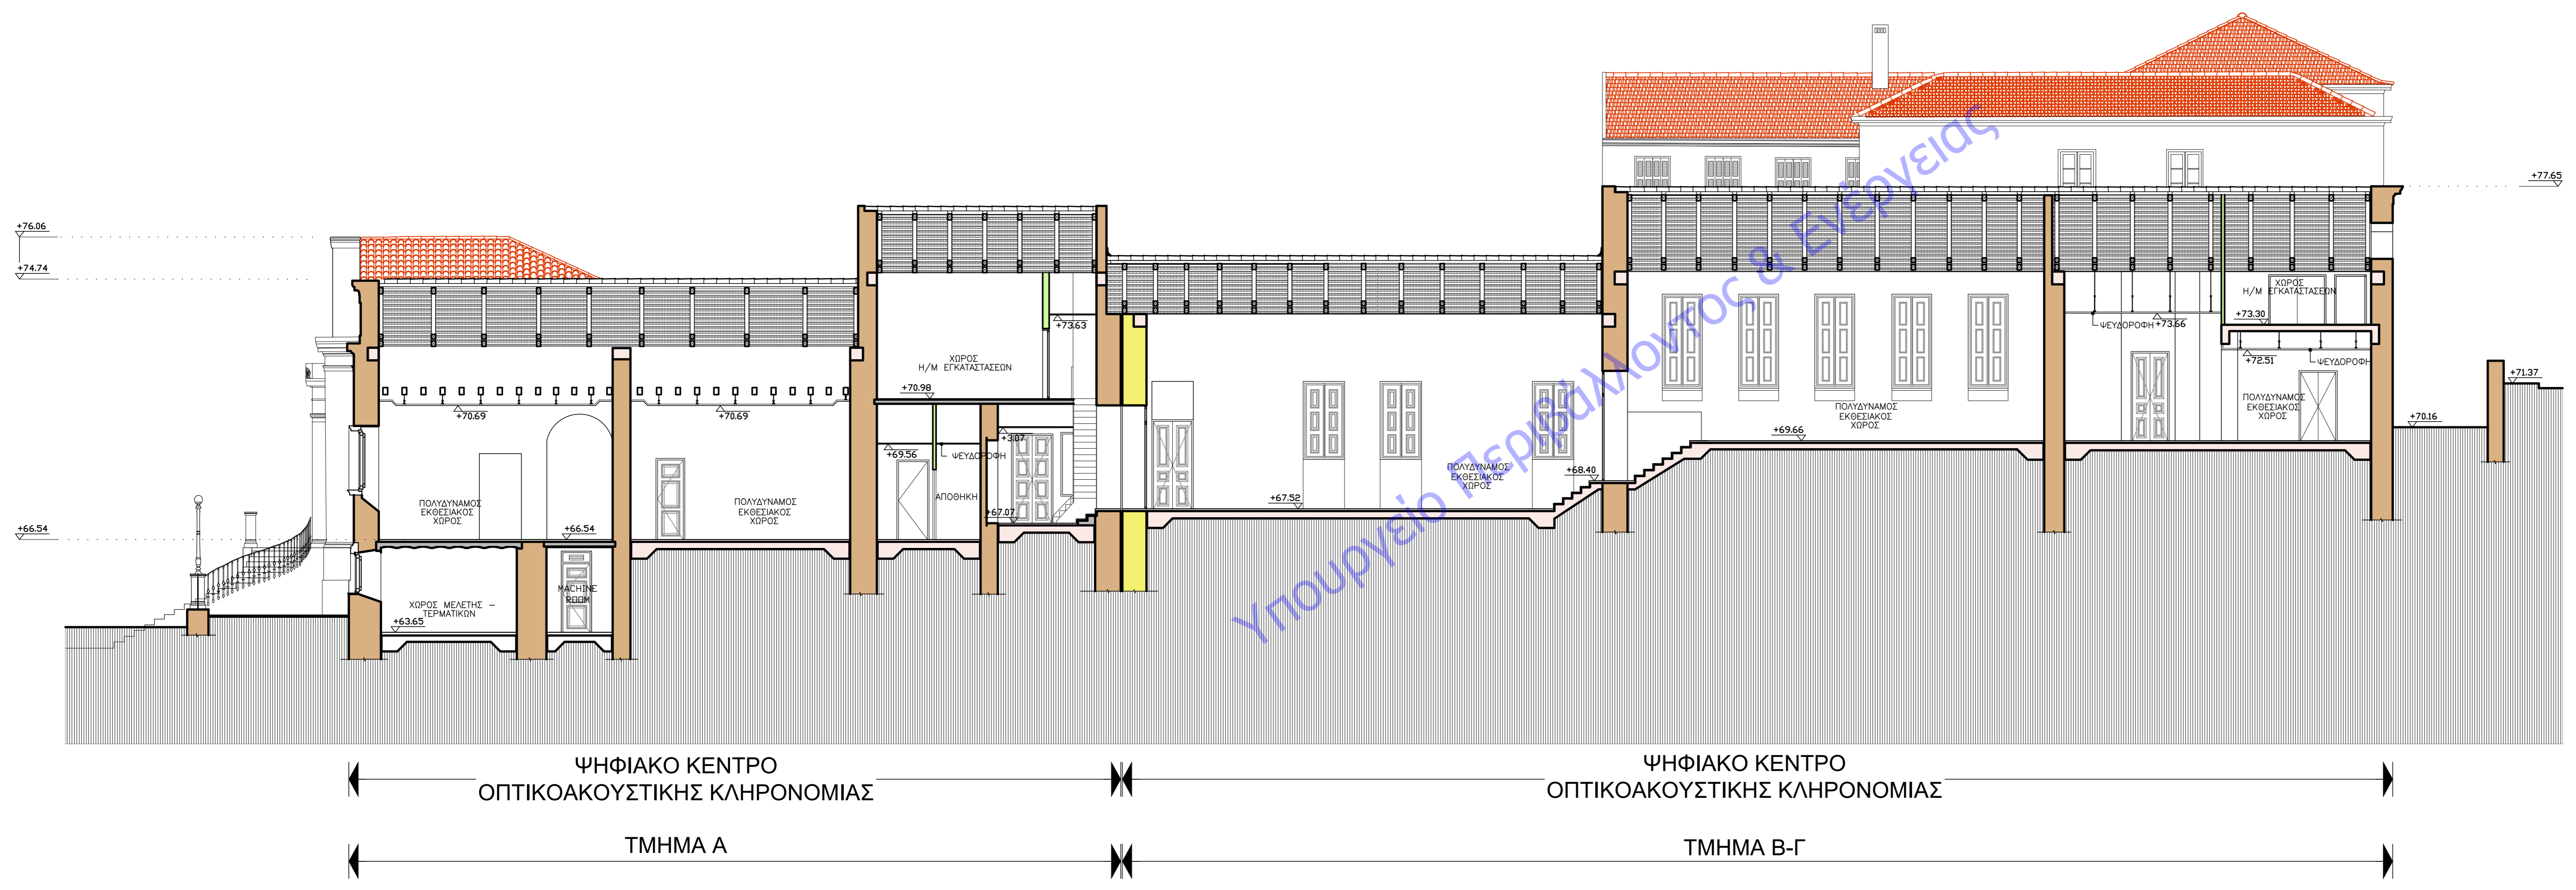 +77.65
+76.06
+74.74
+73.63
ΧΩΡΟΣ
Η/Μ ΕΓΚΑΤΑΣΤΑΣΕΩΝ
+73.30
ΨΕΥΔΟΡΟΦΗ
+73.66
+72.51
ΨΕΥΔΟΡΟΦΗ
+71.37
ΧΩΡΟΣ
Η/Μ ΕΓΚΑΤΑΣΤΑΣΕΩΝ
+70.98
+70.69
+70.69
ΠΟΛΥΔΥΝΑΜΟΣ
ΕΚΘΕΣΙΑΚΟΣ
ΧΩΡΟΣ
ΠΟΛΥΔΥΝΑΜΟΣ
ΕΚΘΕΣΙΑΚΟΣ
ΧΩΡΟΣ
+70.16
+3.07
+69.66
+69.56
ΨΕΥΔΟΡΟΦΗ
ΠΟΛΥΔΥΝΑΜΟΣ
ΕΚΘΕΣΙΑΚΟΣ
ΧΩΡΟΣ
+68.40
ΠΟΛΥΔΥΝΑΜΟΣ
ΕΚΘΕΣΙΑΚΟΣ
ΧΩΡΟΣ
ΠΟΛΥΔΥΝΑΜΟΣ
ΕΚΘΕΣΙΑΚΟΣ
ΧΩΡΟΣ
ΑΠΟΘΗΚΗ
+67.07
+67.52
+66.54
+66.54
MACHINE
ROOM
ΧΩΡΟΣ ΜΕΛΕΤΗΣ –
ΤΕΡΜΑΤΙΚΩΝ
+63.65
Υπουργείο Περιβάλλοντος & Ενέργειας
ΨΗΦΙΑΚΟ ΚΕΝΤΡΟ
ΟΠΤΙΚΟΑΚΟΥΣΤΙΚΗΣ ΚΛΗΡΟΝΟΜΙΑΣ
ΨΗΦΙΑΚΟ ΚΕΝΤΡΟ
ΟΠΤΙΚΟΑΚΟΥΣΤΙΚΗΣ ΚΛΗΡΟΝΟΜΙΑΣ
ΤΜΗΜΑ Α
ΤΜΗΜΑ Β-Γ